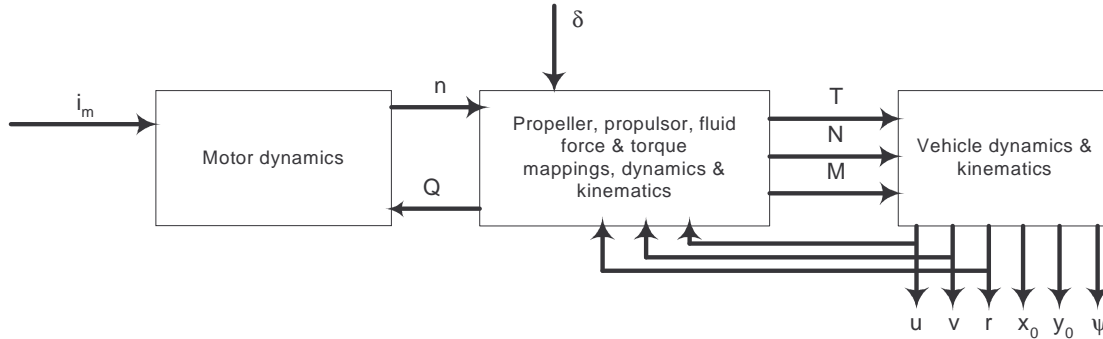 δ
i_m
n
T
Propeller, propulsor, fluid
force & torque
mappings, dynamics &
kinematics
N
Vehicle dynamics &
kinematics
Motor dynamics
Q
M
u v r x_0 y_0 ψ